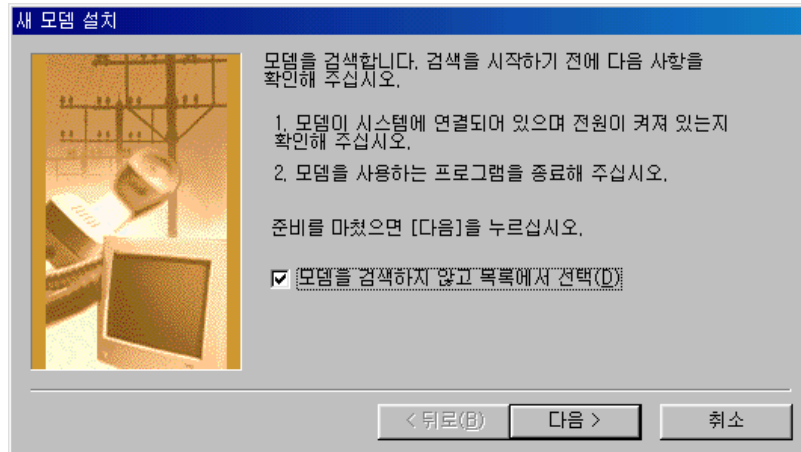 새 모뎀 설치
모뎀을 검색합니다. 검색을 시작하기 전에 다음 사항을
확인해 주십시오.
1. 모뎀이 시스템에 연결되어 있으며 전원이 켜져 있는지
확인해 주십시오.
2. 모뎀을 사용하는 프로그램을 종료해 주십시오.
준비를 마쳤으면 [다음]을 누르십시오.
모뎀을 검색하지 않고 목록에서 선택(D)
< 뒤로(B)
다음 >
취소